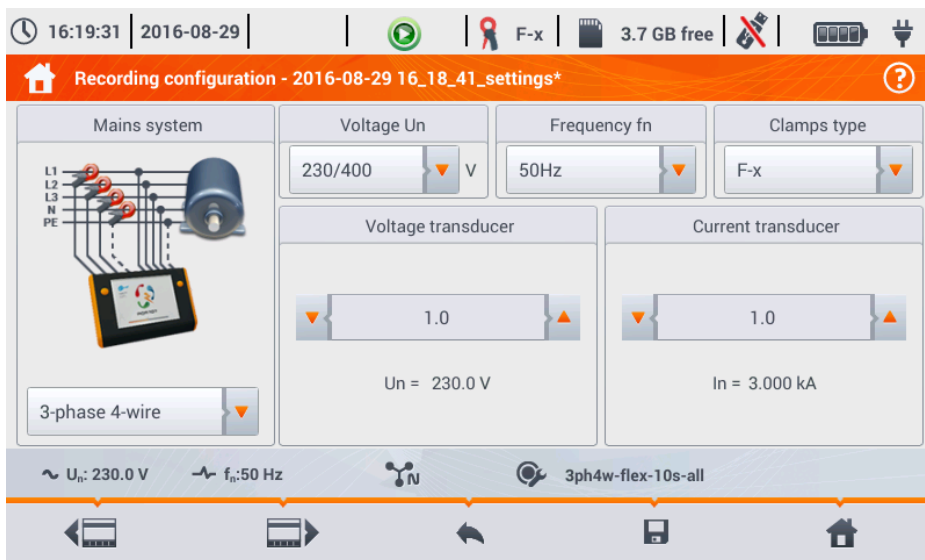 16:19:31 2016-08-29 F-x 3.7 GB free
Recording configuration - 2016-08-29 16_18_41_settings* ?
Mains system Voltage Un Frequency fn Clamps type
230/400 V 50Hz F-x
L1
L2
L3
N
PE
Voltage transducer Current transducer
1.0 1.0
Un = 230.0 V In = 3.000 kA
3-phase 4-wire
Un: 230.0 V fn:50 Hz N 3ph4w-flex-10s-all